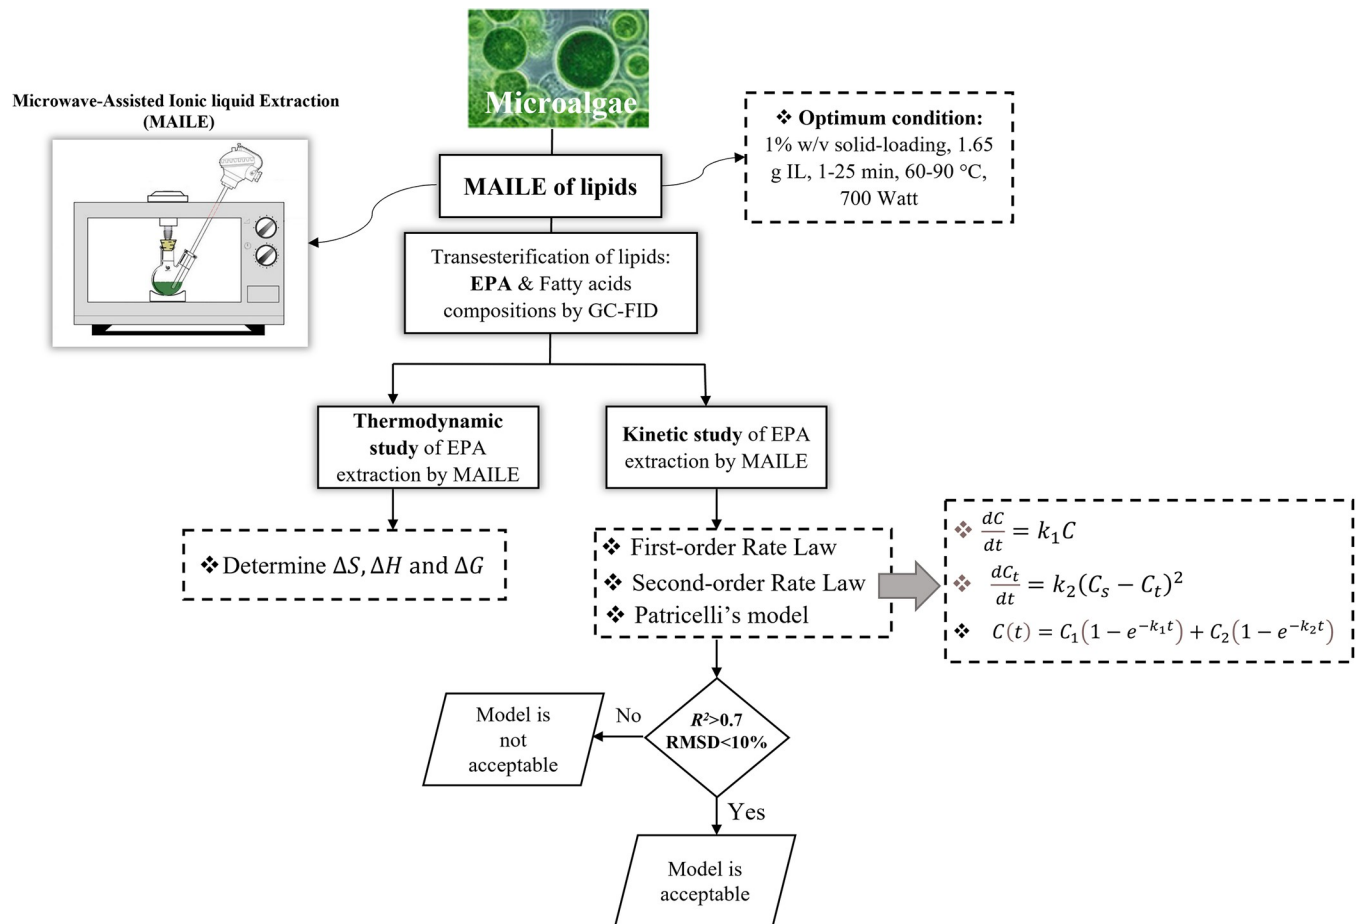 Microalgae
Microwave-Assisted Ionic liquid Extraction
(MAILE)
❖ Optimum condition:
1% w/v solid-loading, 1.65
g IL, 1-25 min, 60-90 °C,
700 Watt
MAILE of lipids
Transesterification of lipids:
EPA & Fatty acids
compositions by GC-FID
Thermodynamic
study of EPA
extraction by MAILE
Kinetic study of EPA
extraction by MAILE
❖ Determine ΔS, ΔH and ΔG
❖ First-order Rate Law
❖ Second-order Rate Law
❖ Patricelli’s model
❖ dC/dt = k₁C
❖ dCₜ/dt = k₂(Cₛ − Cₜ)²
❖ C(t) = C₁(1 − e^{−k₁t}) + C₂(1 − e^{−k₂t})
R²>0.7
RMSD<10%
No
Model is
not
acceptable
Yes
Model is
acceptable